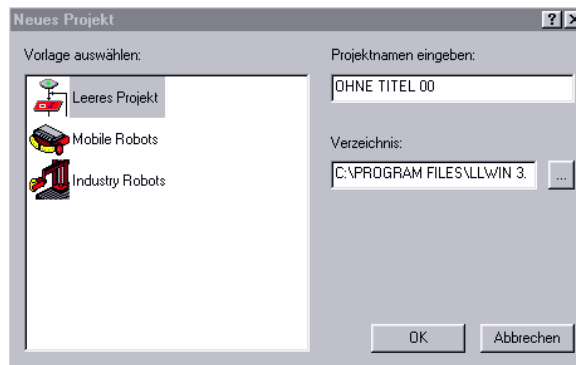 Neues Projekt
Vorlage auswählen:
Leeres Projekt
Mobile Robots
Industry Robots
Projektnamen eingeben:
OHNE TITEL 00
Verzeichnis:
C:\PROGRAM FILES\LLWIN 3.
...
OK
Abbrechen